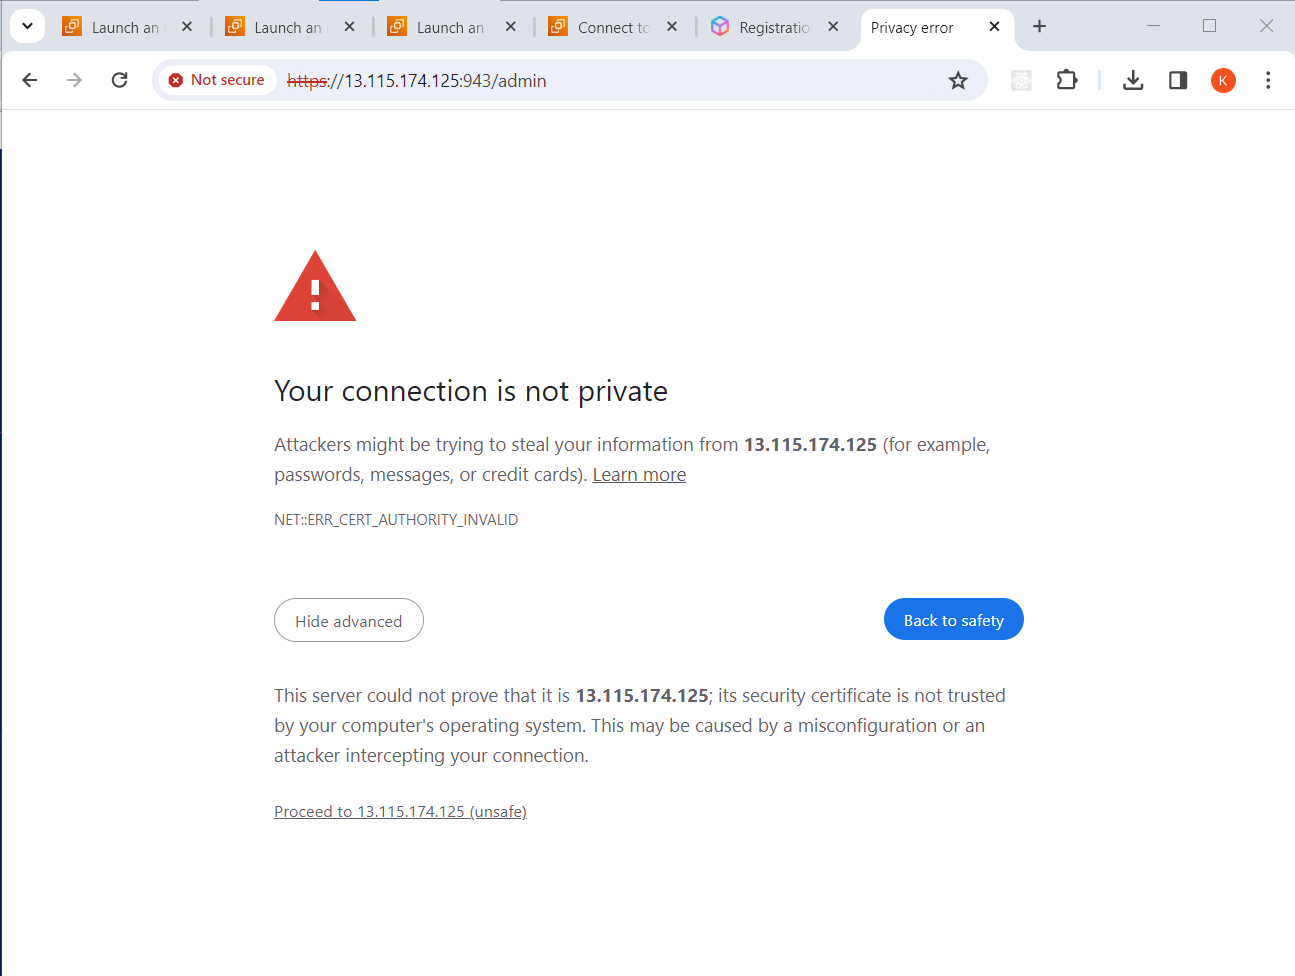 Launch an
Launch an
Launch an
Connect to
Registratio
Privacy error
Not secure
https://13.115.174.125:943/admin
K
Your connection is not private
Attackers might be trying to steal your information from 13.115.174.125 (for example,
passwords, messages, or credit cards). Learn more
NET::ERR_CERT_AUTHORITY_INVALID
Hide advanced
Back to safety
This server could not prove that it is 13.115.174.125; its security certificate is not trusted
by your computer's operating system. This may be caused by a misconfiguration or an
attacker intercepting your connection.
Proceed to 13.115.174.125 (unsafe)